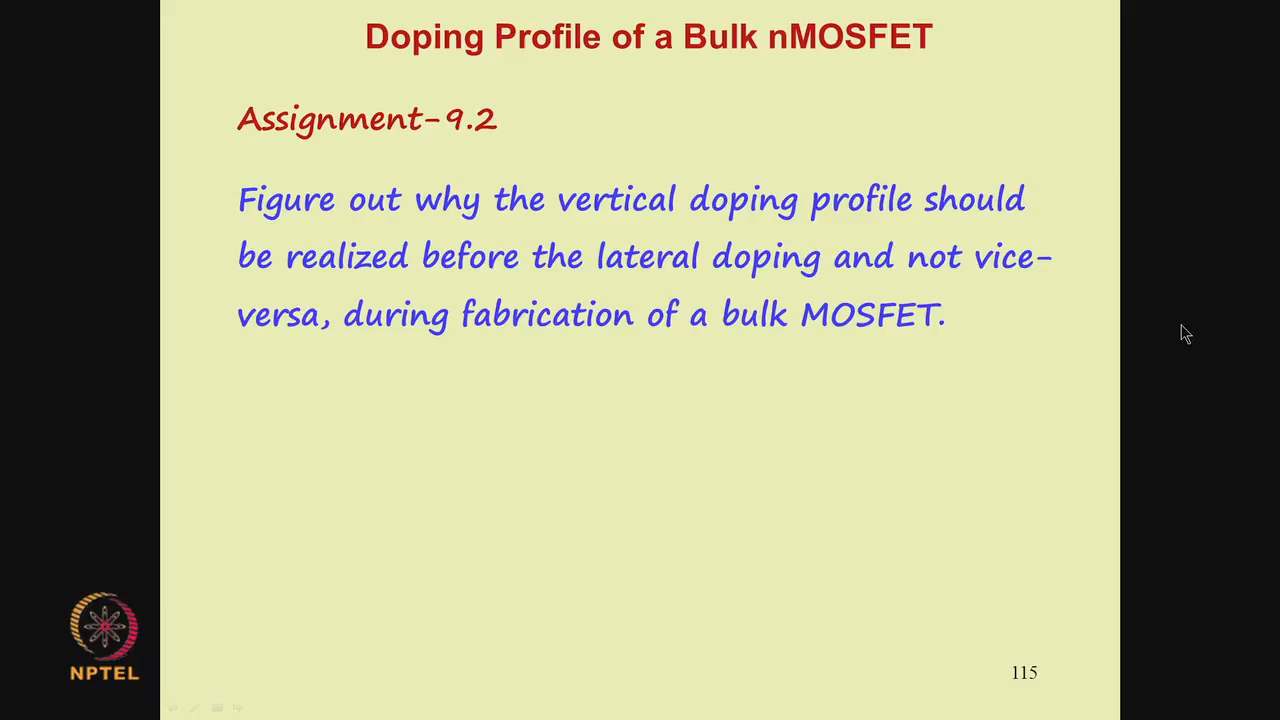 Doping Profile of a Bulk nMOSFET
Assignment-9.2
Figure out why the vertical doping profile should
be realized before the lateral doping and not vice-
versa, during fabrication of a bulk MOSFET.
NPTEL
115